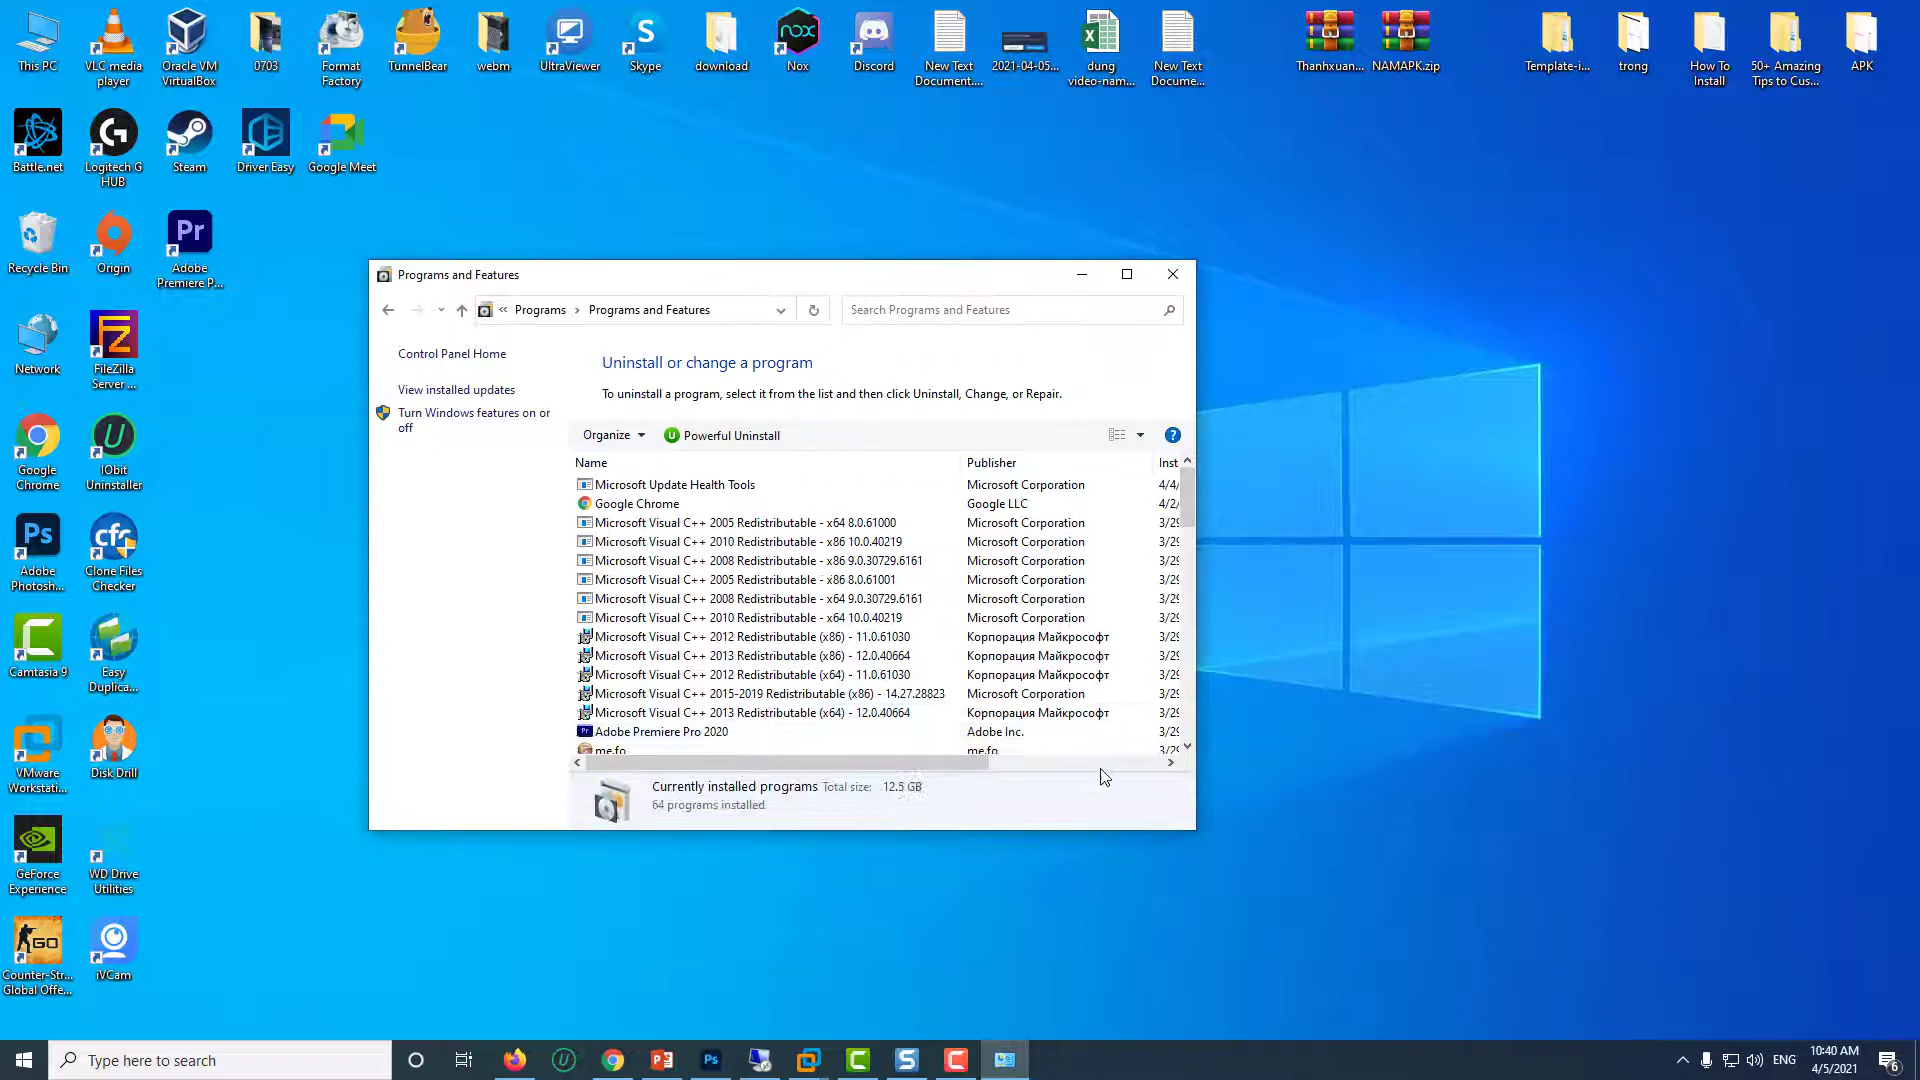 This PC
VLC media
player
Oracle VM
VirtualBox
0703
Format
Factory
TunnelBear
webm
UltraViewer
Skype
download
Nox
Discord
New Text
Document....
2021-04-05...
dung
video-nam...
New Text
Docume...
Thanhxuan...
NAMAPK.zip
Template-i...
trong
How To
Install
50+ Amazing
Tips to Cus...
APK
Battle.net
Logitech G
HUB
Steam
Driver Easy
Google Meet
Recycle Bin
Origin
Adobe
Premiere P...
Network
FileZilla
Server ...
Google
Chrome
IObit
Uninstaller
Adobe
Photosh...
Clone Files
Checker
Camtasia 9
Easy
Duplica...
VMware
Workstati...
Disk Drill
GeForce
Experience
WD Drive
Utilities
Counter-Str...
Global Offe...
iVCam
Programs and Features
« Programs › Programs and Features
Search Programs and Features
Control Panel Home
View installed updates
Turn Windows features on or
off
Uninstall or change a program
To uninstall a program, select it from the list and then click Uninstall, Change, or Repair.
Organize
Powerful Uninstall
Name Publisher Inst
Microsoft Update Health Tools Microsoft Corporation 4/4/
Google Chrome Google LLC 4/2/
Microsoft Visual C++ 2005 Redistributable - x64 8.0.61000 Microsoft Corporation 3/29
Microsoft Visual C++ 2010 Redistributable - x86 10.0.40219 Microsoft Corporation 3/29
Microsoft Visual C++ 2008 Redistributable - x86 9.0.30729.6161 Microsoft Corporation 3/29
Microsoft Visual C++ 2005 Redistributable - x86 8.0.61001 Microsoft Corporation 3/29
Microsoft Visual C++ 2008 Redistributable - x64 9.0.30729.6161 Microsoft Corporation 3/29
Microsoft Visual C++ 2010 Redistributable - x64 10.0.40219 Microsoft Corporation 3/29
Microsoft Visual C++ 2012 Redistributable (x86) - 11.0.61030 Корпорация Майкрософт 3/29
Microsoft Visual C++ 2013 Redistributable (x86) - 12.0.40664 Корпорация Майкрософт 3/29
Microsoft Visual C++ 2012 Redistributable (x64) - 11.0.61030 Корпорация Майкрософт 3/29
Microsoft Visual C++ 2015-2019 Redistributable (x86) - 14.27.28823 Microsoft Corporation 3/29
Microsoft Visual C++ 2013 Redistributable (x64) - 12.0.40664 Корпорация Майкрософт 3/29
Adobe Premiere Pro 2020 Adobe Inc. 3/29
me.fo me.fo 3/29
Currently installed programs Total size: 12.5 GB
64 programs installed
Type here to search
ENG
10:40 AM
4/5/2021
6